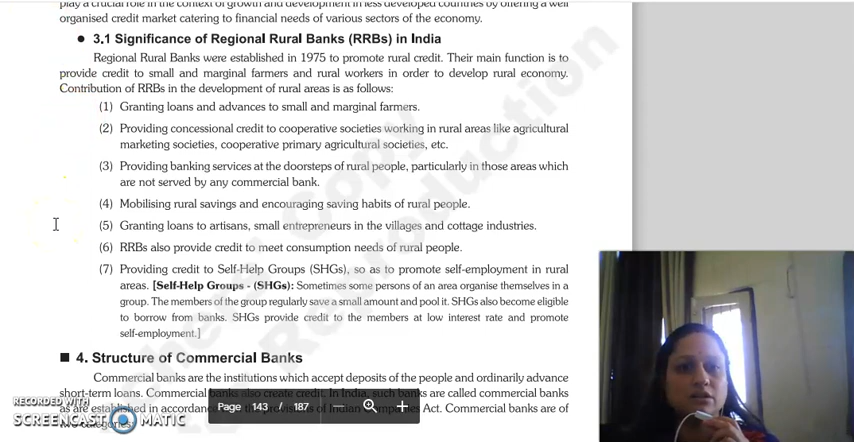 play a crucial role in the context of growth and development in less developed countries by offering a well
organised credit market catering to financial needs of various sectors of the economy.
● 3.1 Significance of Regional Rural Banks (RRBs) in India
Regional Rural Banks were established in 1975 to promote rural credit. Their main function is to
provide credit to small and marginal farmers and rural workers in order to develop rural economy.
Contribution of RRBs in the development of rural areas is as follows:
(1) Granting loans and advances to small and marginal farmers.
(2) Providing concessional credit to cooperative societies working in rural areas like agricultural
marketing societies, cooperative primary agricultural societies, etc.
(3) Providing banking services at the doorsteps of rural people, particularly in those areas which
are not served by any commercial bank.
(4) Mobilising rural savings and encouraging saving habits of rural people.
(5) Granting loans to artisans, small entrepreneurs in the villages and cottage industries.
(6) RRBs also provide credit to meet consumption needs of rural people.
(7) Providing credit to Self-Help Groups (SHGs), so as to promote self-employment in rural
areas. [Self-Help Groups - (SHGs): Sometimes some persons of an area organise themselves in a
group. The members of the group regularly save a small amount and pool it. SHGs also become eligible
to borrow from banks. SHGs provide credit to the members at low interest rate and promote
self-employment.]
■ 4. Structure of Commercial Banks
Commercial banks are the institutions which accept deposits of the people and ordinarily advance
short-term loans. Commercial banks also create credit. In India, such banks are called commercial banks
as are established in accordance the provisions of Indian Companies Act. Commercial banks are of
two categories:
RECORDED WITH
SCREENCAST MATIC
Page 143 / 187
Copy
Reproduction